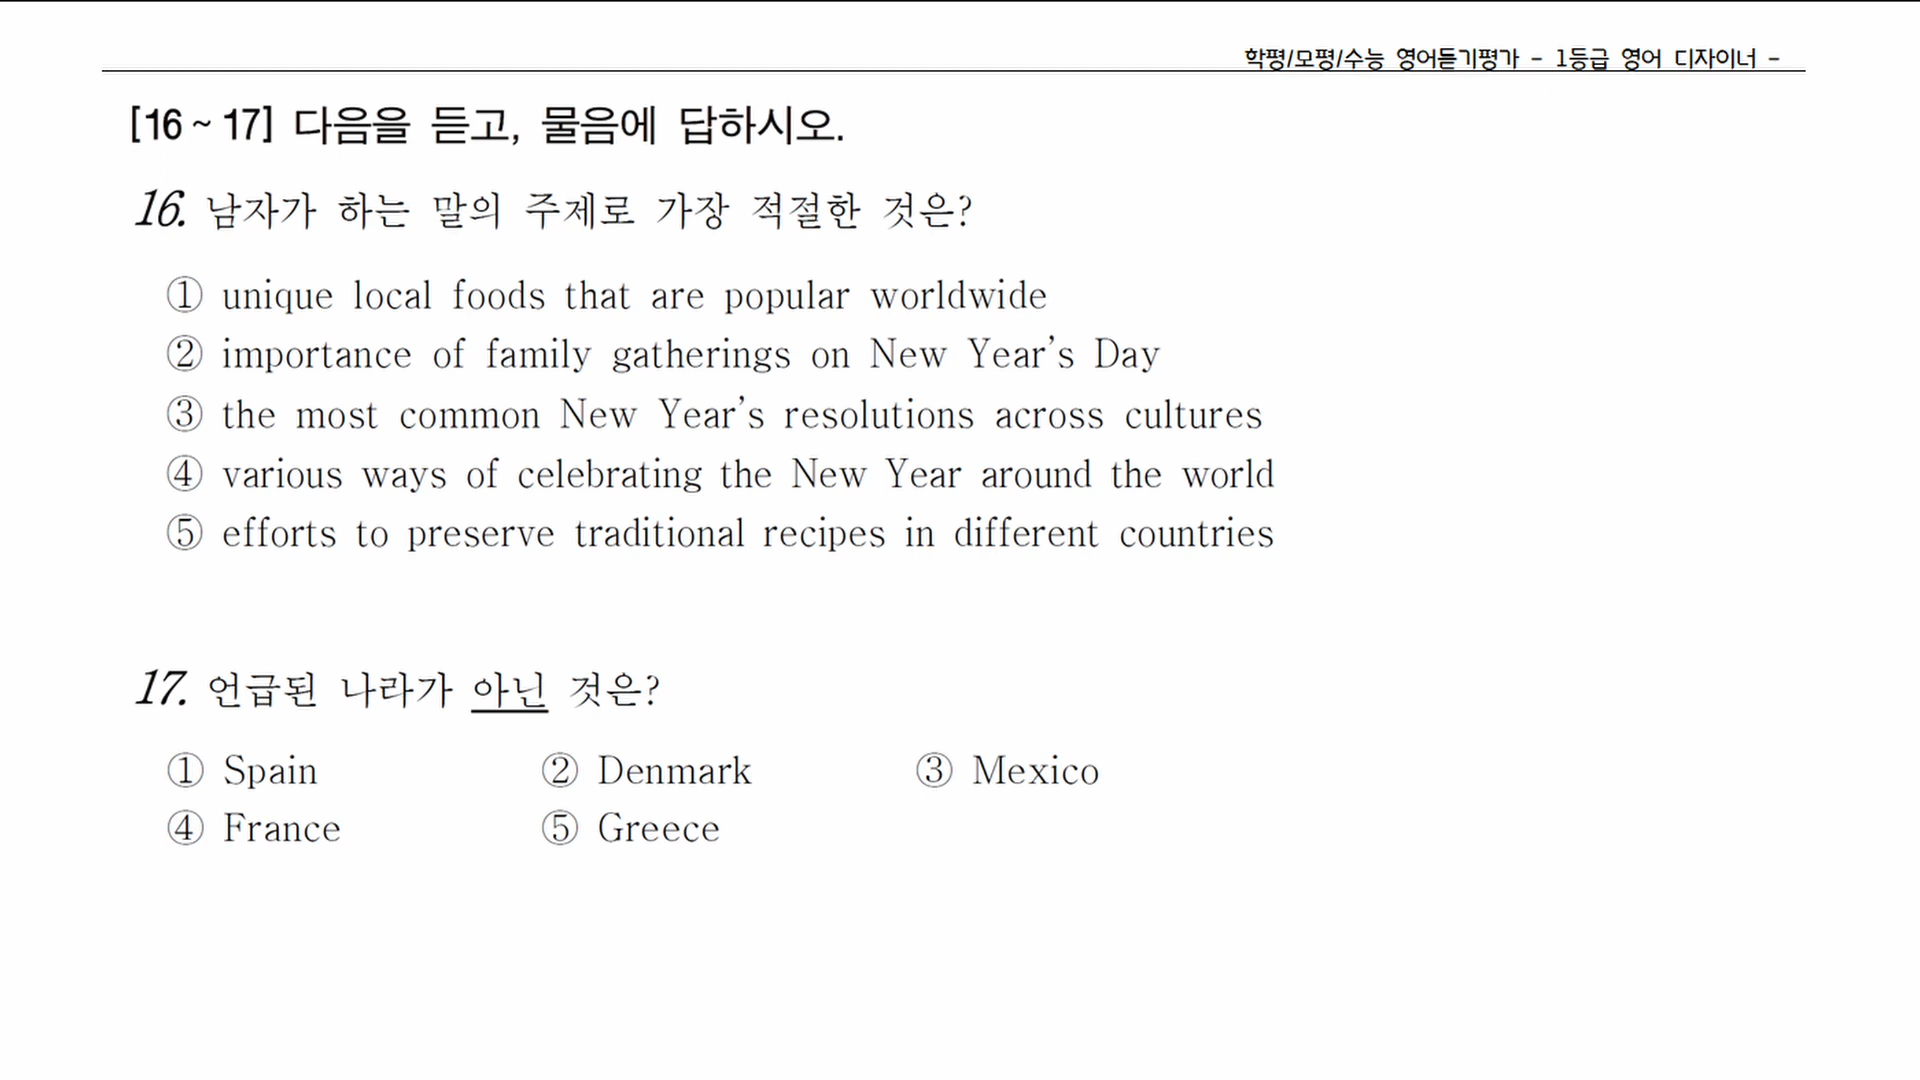 학평/모평/수능 영어듣기평가 - 1등급 영어 디자이너 -
[16~17] 다음을 듣고, 물음에 답하시오.
16. 남자가 하는 말의 주제로 가장 적절한 것은?
① unique local foods that are popular worldwide
② importance of family gatherings on New Year's Day
③ the most common New Year's resolutions across cultures
④ various ways of celebrating the New Year around the world
⑤ efforts to preserve traditional recipes in different countries
17. 언급된 나라가 아닌 것은?
① Spain ② Denmark ③ Mexico
④ France ⑤ Greece